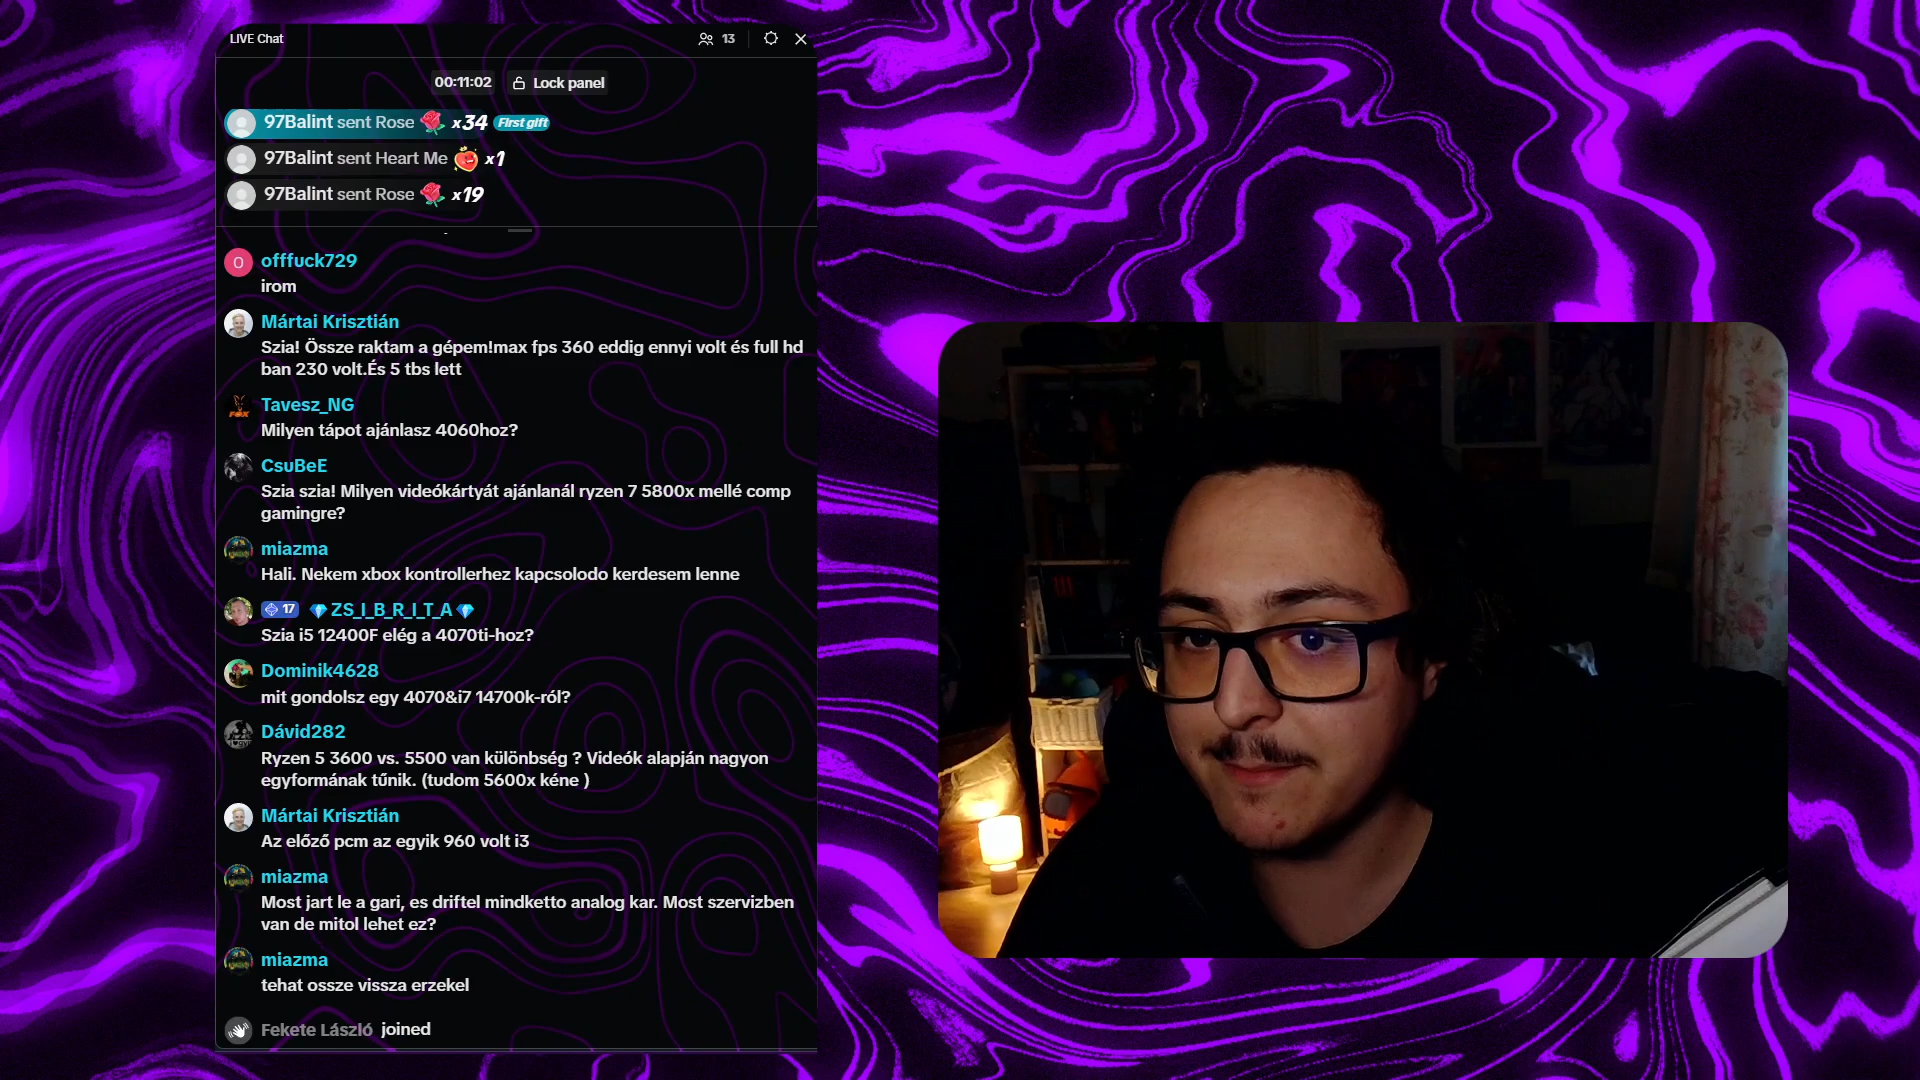 LIVE Chat
13
00:11:02
Lock panel
97Balint sent Rose x34 First gift
97Balint sent Heart Me x1
97Balint sent Rose x19
O
offfuck729
irom
Mártai Krisztián
Szia! Össze raktam a gépem!max fps 360 eddig ennyi volt és full hd
ban 230 volt.És 5 tbs lett
FOX
Tavesz_NG
Milyen tápot ajánlasz 4060hoz?
CsuBeE
Szia szia! Milyen videókártyát ajánlanál ryzen 7 5800x mellé comp
gamingre?
miazma
Hali. Nekem xbox kontrollerhez kapcsolodo kerdesem lenne
17 💎ZS_I_B_R_I_T_A💎
Szia i5 12400F elég a 4070ti-hoz?
Dominik4628
mit gondolsz egy 4070&i7 14700k-ról?
Dávid282
Ryzen 5 3600 vs. 5500 van különbség ? Videók alapján nagyon
egyformának tűnik. (tudom 5600x kéne )
Mártai Krisztián
Az előző pcm az egyik 960 volt i3
miazma
Most jart le a gari, es driftel mindketto analog kar. Most szervizben
van de mitol lehet ez?
miazma
tehat ossze vissza erzekel
Fekete László joined